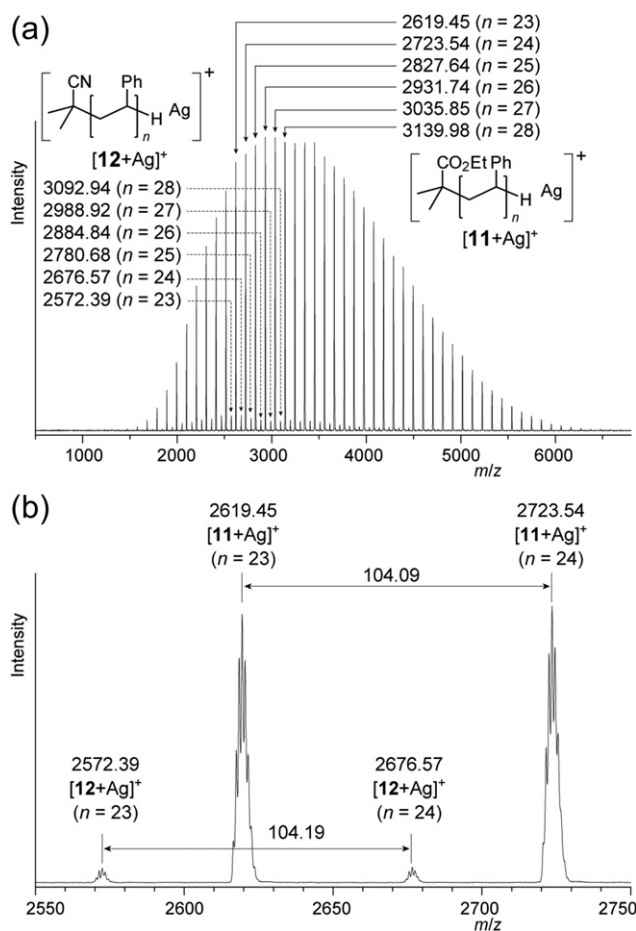 (a)
2619.45 (n = 23)
2723.54 (n = 24)
2827.64 (n = 25)
2931.74 (n = 26)
3035.85 (n = 27)
3139.98 (n = 28)
CN Ph
n
H Ag
+
[12+Ag]+
CO2Et Ph
n
H Ag
+
[11+Ag]+
3092.94 (n = 28)
2988.92 (n = 27)
2884.84 (n = 26)
2780.68 (n = 25)
2676.57 (n = 24)
2572.39 (n = 23)
Intensity
1000 2000 3000 4000 5000 6000
m/z
(b)
2619.45
[11+Ag]+
(n = 23)
2723.54
[11+Ag]+
(n = 24)
104.09
Intensity
2572.39
[12+Ag]+
(n = 23)
2676.57
[12+Ag]+
(n = 24)
104.19
2550 2600 2650 2700 2750
m/z